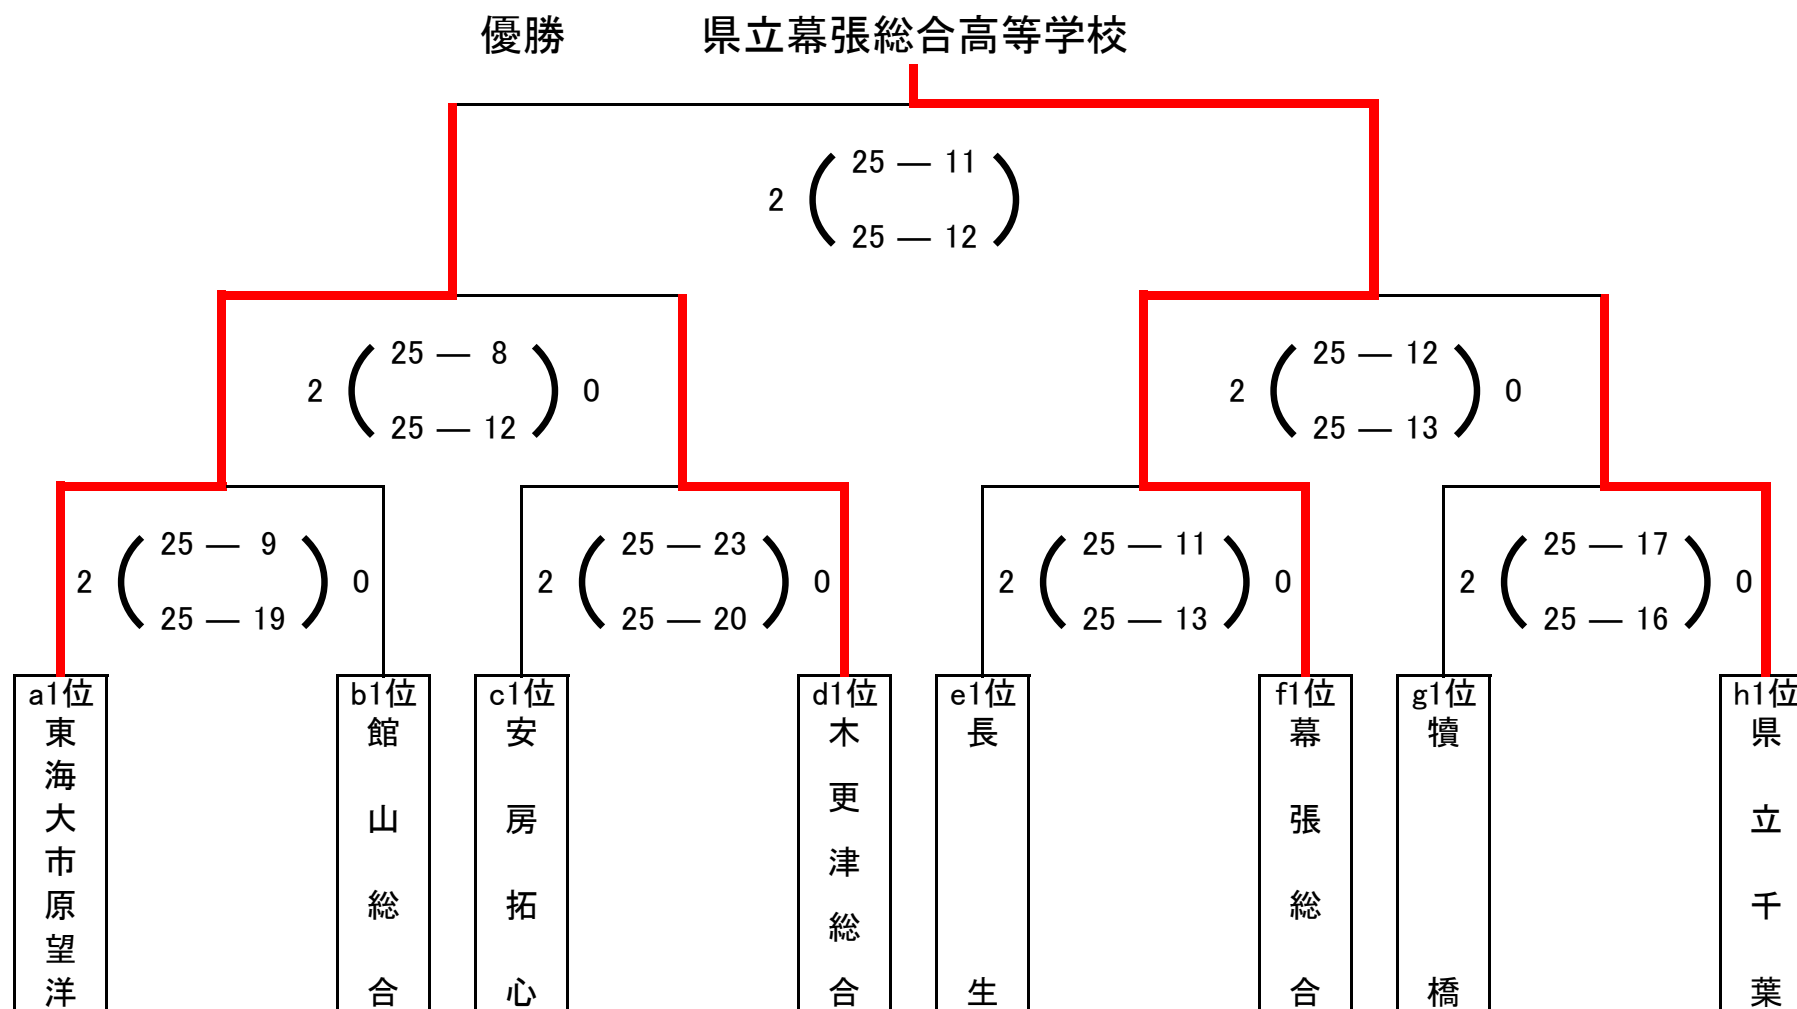 優勝 県立幕張総合高等学校
25 ― 11
2
25 ― 12
25 ― 8
2 0
25 ― 12
25 ― 12
2 0
25 ― 13
25 ― 9
2 0
25 ― 19
25 ― 23
2 0
25 ― 20
25 ― 11
2 0
25 ― 13
25 ― 17
2 0
25 ― 16
a1位
東海大市原望洋
b1位
館山総合
c1位
安房拓心
d1位
木更津総合
e1位
長生
f1位
幕張総合
g1位
犢橋
h1位
県立千葉